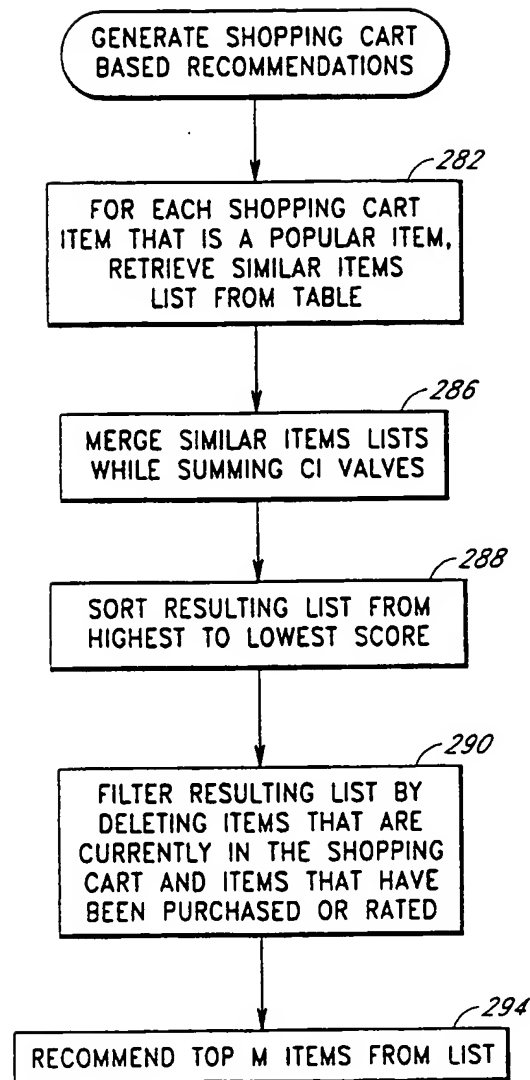 GENERATE SHOPPING CART
BASED RECOMMENDATIONS
282
FOR EACH SHOPPING CART
ITEM THAT IS A POPULAR ITEM,
RETRIEVE SIMILAR ITEMS
LIST FROM TABLE
286
MERGE SIMILAR ITEMS LISTS
WHILE SUMMING CI VALVES
288
SORT RESULTING LIST FROM
HIGHEST TO LOWEST SCORE
290
FILTER RESULTING LIST BY
DELETING ITEMS THAT ARE
CURRENTLY IN THE SHOPPING
CART AND ITEMS THAT HAVE
BEEN PURCHASED OR RATED
294
RECOMMEND TOP M ITEMS FROM LIST